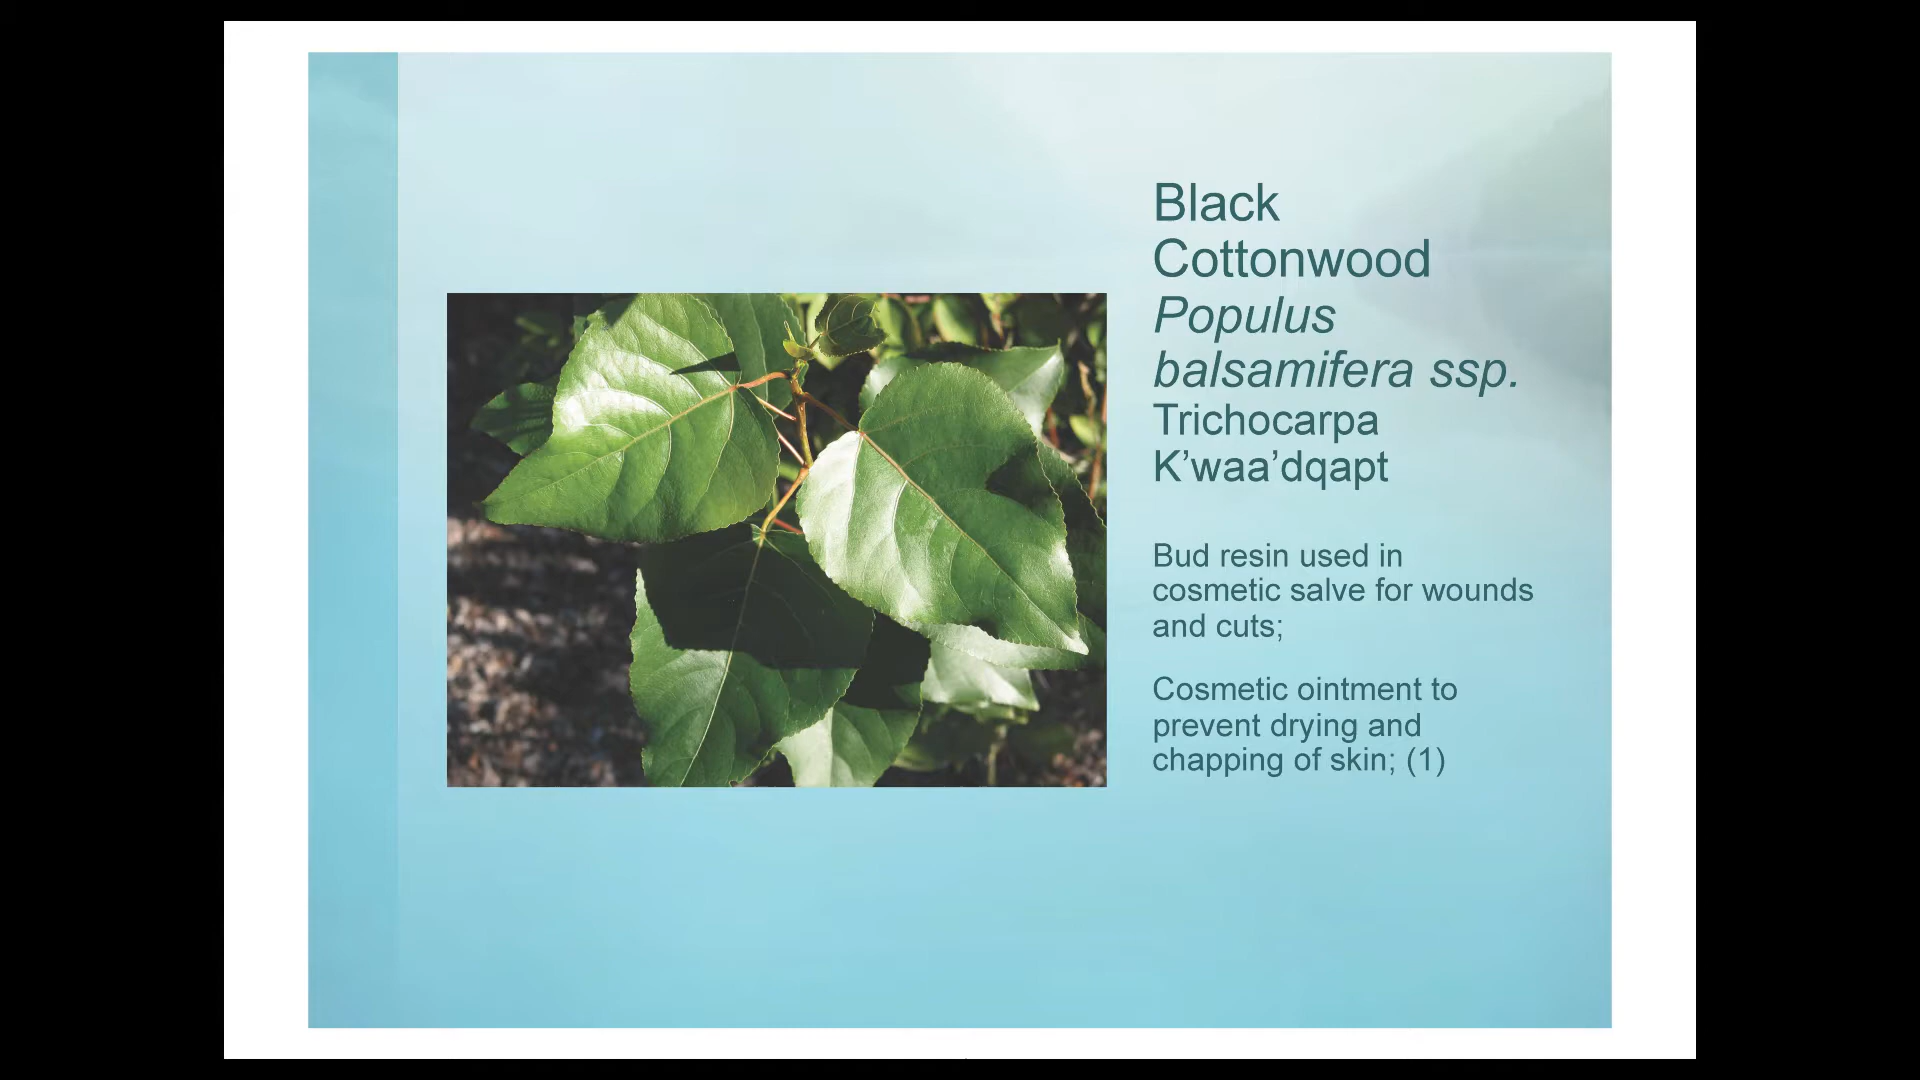 Black
Cottonwood
Populus
balsamifera ssp.
Trichocarpa
K’waa’dqapt
Bud resin used in
cosmetic salve for wounds
and cuts;
Cosmetic ointment to
prevent drying and
chapping of skin; (1)